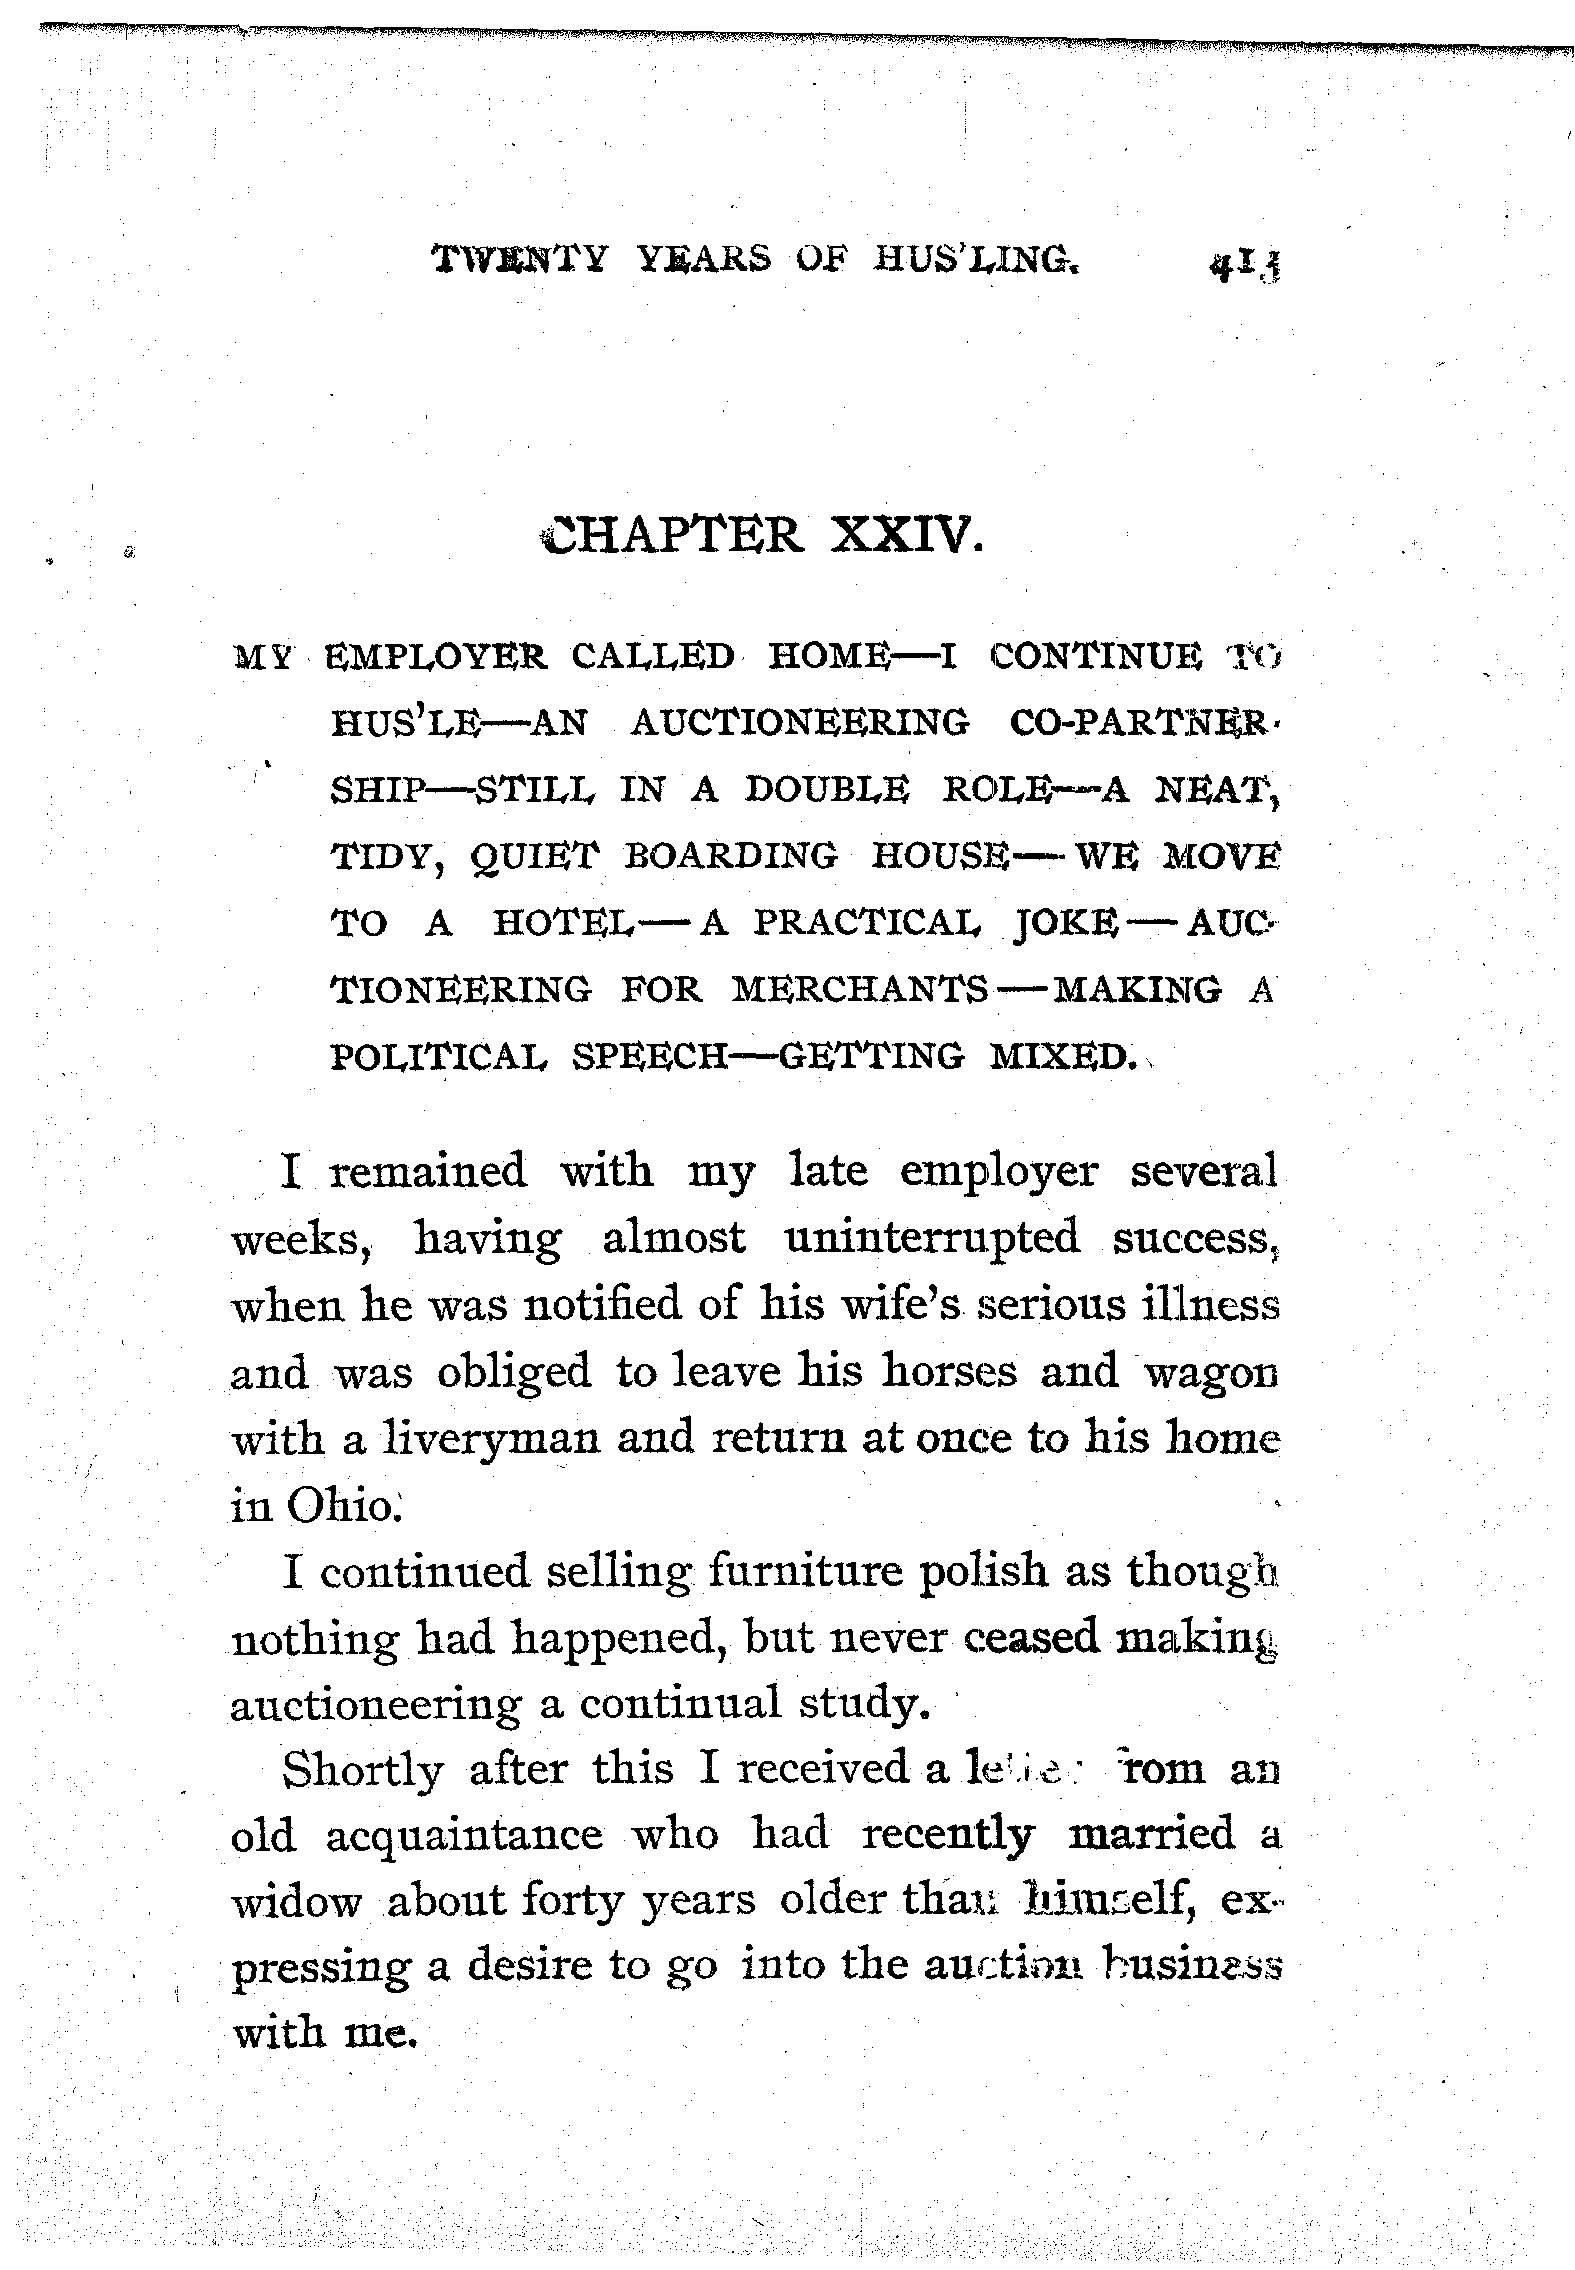 TWENTY YEARS OF HUS'LING.
CHAPTER XXIV.
MY EMPLOYER CALLED HOME—I CONTINUE TO
HUS'LE—AN AUCTIONEERING CO-PARTNER-
SHIP—STILL IN A DOUBLE ROLE—A NEAT,
TIDY, QUIET BOARDING HOUSE—WE MOVE
TO A HOTEL—A PRACTICAL JOKE—AUC-
TIONEERING FOR MERCHANTS—MAKING A
POLITICAL SPEECH—GETTING MIXED.
I remained with my late employer several
weeks, having almost uninterrupted success,
when he was notified of his wife's serious illness
and was obliged to leave his horses and wagon
with a liveryman and return at once to his home
in Ohio.
I continued selling furniture polish as though
nothing had happened, but never ceased making
auctioneering a continual study.
Shortly after this I received a letter from an
old acquaintance who had recently married a
widow about forty years older than himself, ex-
pressing a desire to go into the auction business
with me.